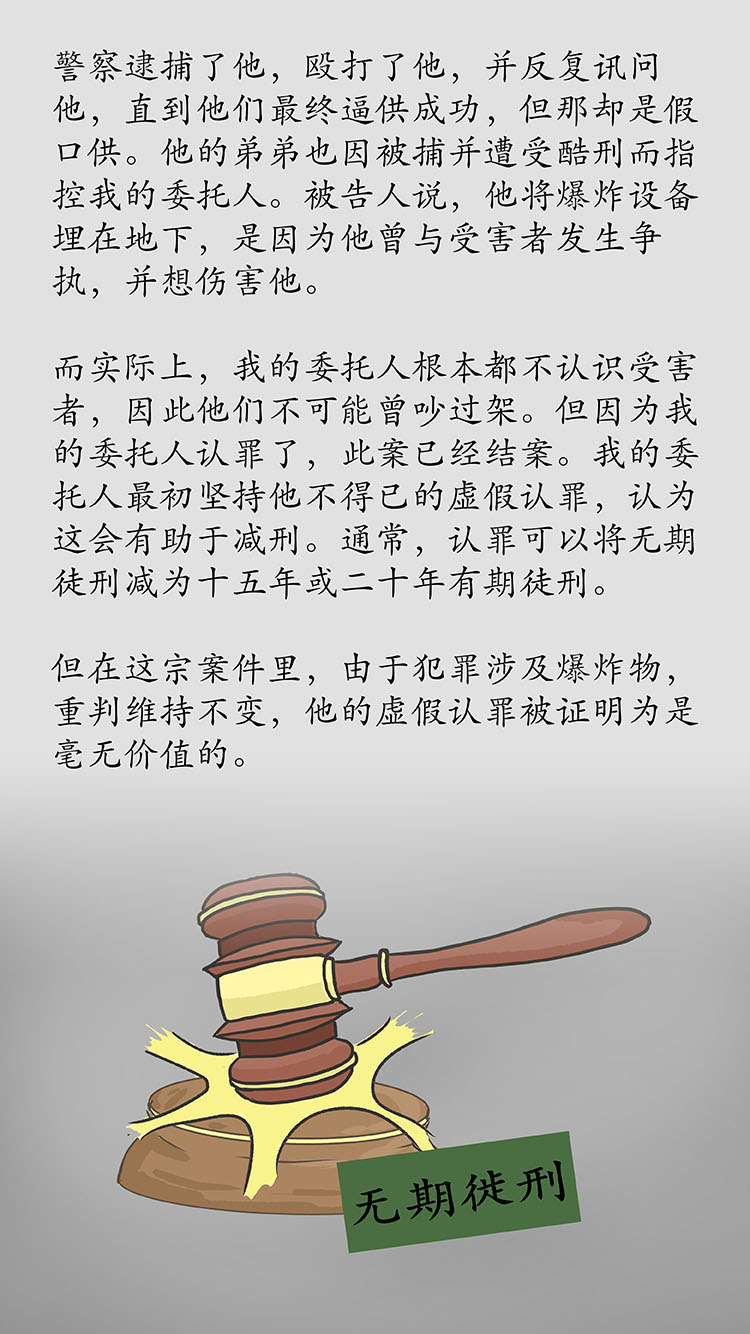 警察逮捕了他，殴打了他，并反复讯问
他，直到他们最终逼供成功，但那却是假
口供。他的弟弟也因被捕并遭受酷刑而指
控我的委托人。被告人说，他将爆炸设备
埋在地下，是因为他曾与受害者发生争
执，并想伤害他。
而实际上，我的委托人根本都不认识受害
者，因此他们不可能曾吵过架。但因为我
的委托人认罪了，此案已经结案。我的委
托人最初坚持他不得已的虚假认罪，认为
这会有助于减刑。通常，认罪可以将无期
徒刑减为十五年或二十年有期徒刑。
但在这宗案件里，由于犯罪涉及爆炸物，
重判维持不变，他的虚假认罪被证明为是
毫无价值的。
无期徒刑